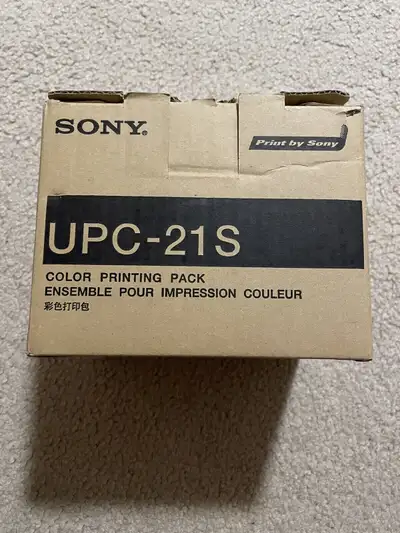 SONY®
Print by Sony
UPC-21S
COLOR PRINTING PACK
ENSEMBLE POUR IMPRESSION COULEUR
彩色打印包